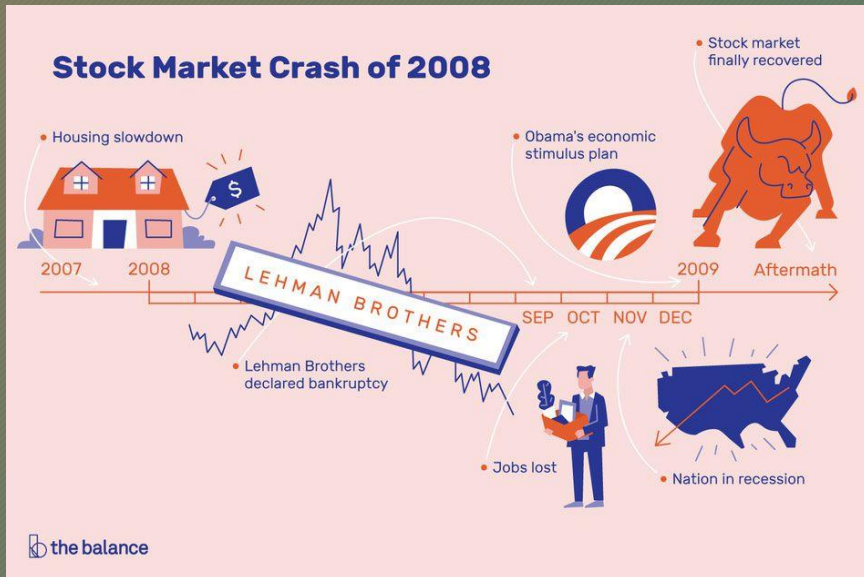 Stock Market Crash of 2008
Stock market
finally recovered
Housing slowdown
$
Obama's economic
stimulus plan
2007
2008
2009
Aftermath
LEHMAN BROTHERS
SEP
OCT
NOV
DEC
Lehman Brothers
declared bankruptcy
Jobs lost
Nation in recession
the balance